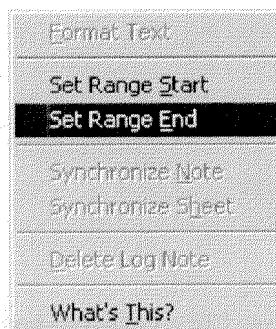 Format Text
Set Range Start
Set Range End
Synchronize Note
Synchronize Sheet
Delete Log Note
What's This?